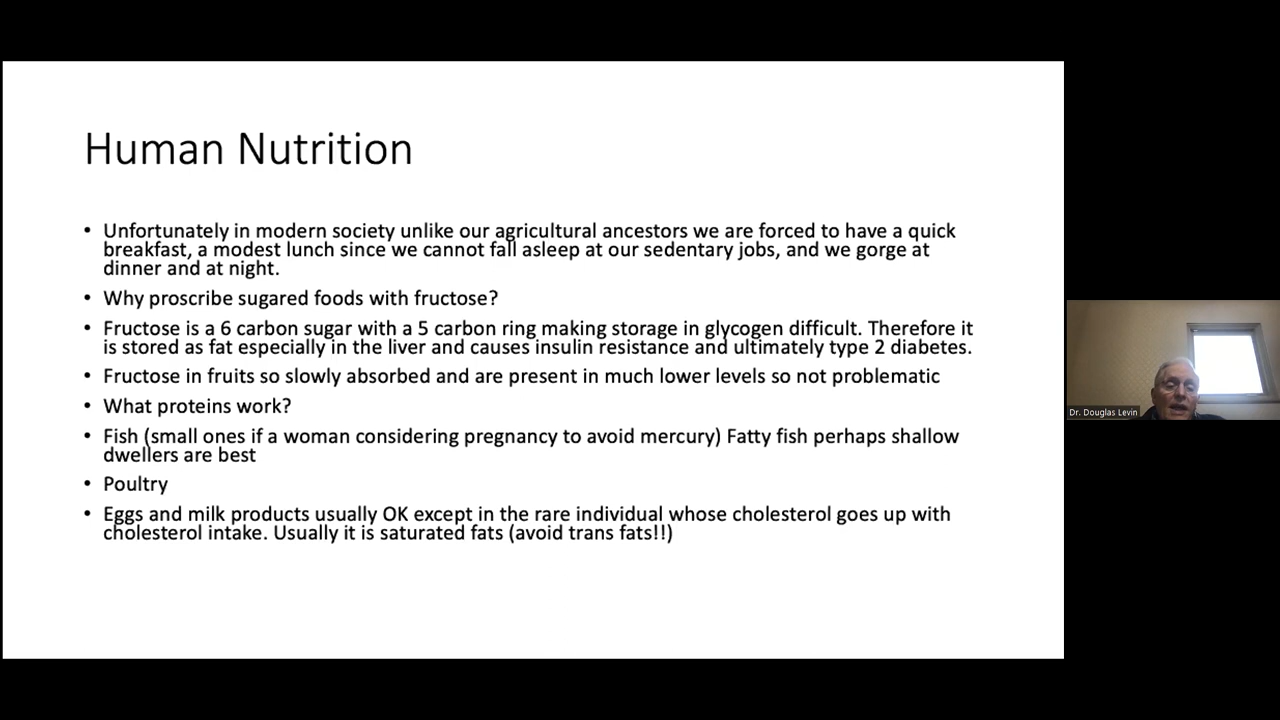 Human Nutrition
• Unfortunately in modern society unlike our agricultural ancestors we are forced to have a quick
breakfast, a modest lunch since we cannot fall asleep at our sedentary jobs, and we gorge at
dinner and at night.
• Why proscribe sugared foods with fructose?
• Fructose is a 6 carbon sugar with a 5 carbon ring making storage in glycogen difficult. Therefore it
is stored as fat especially in the liver and causes insulin resistance and ultimately type 2 diabetes.
• Fructose in fruits so slowly absorbed and are present in much lower levels so not problematic
• What proteins work?
• Fish (small ones if a woman considering pregnancy to avoid mercury) Fatty fish perhaps shallow
dwellers are best
• Poultry
• Eggs and milk products usually OK except in the rare individual whose cholesterol goes up with
cholesterol intake. Usually it is saturated fats (avoid trans fats!!)
Dr. Douglas Levin